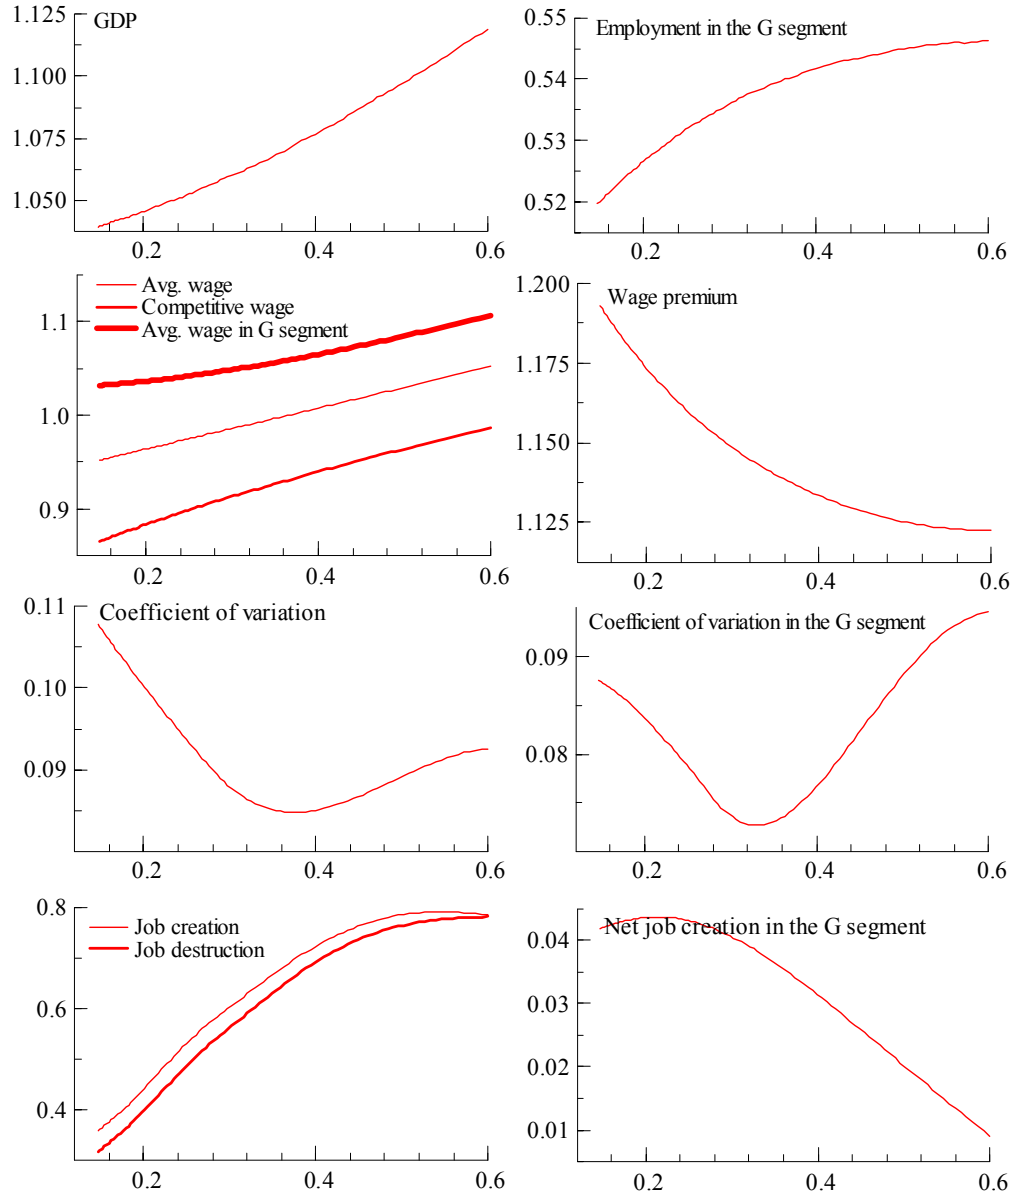 GDP
1.125
1.100
1.075
1.050
0.2 0.4 0.6
Employment in the G segment
0.55
0.54
0.53
0.52
0.2 0.4 0.6
Avg. wage
Competitive wage
Avg. wage in G segment
1.1
1.0
0.9
0.2 0.4 0.6
Wage premium
1.200
1.175
1.150
1.125
0.2 0.4 0.6
Coefficient of variation
0.11
0.10
0.09
0.2 0.4 0.6
Coefficient of variation in the G segment
0.09
0.08
0.2 0.4 0.6
Job creation
Job destruction
0.8
0.6
0.4
0.2 0.4 0.6
Net job creation in the G segment
0.04
0.03
0.02
0.01
0.2 0.4 0.6